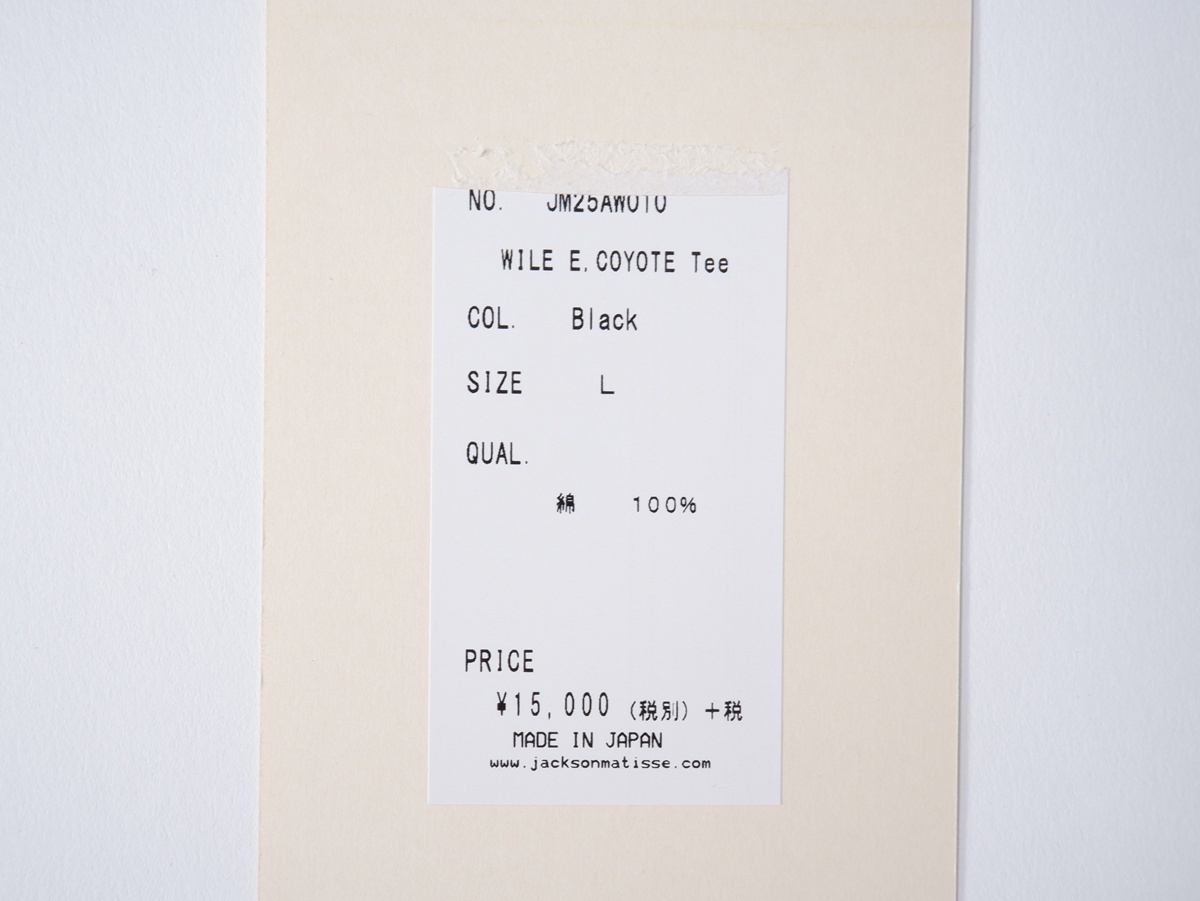 NO. JM25AW010
WILE E.COYOTE Tee
COL. Black
SIZE L
QUAL.
綿 100%
PRICE
¥15,000 (税別) +税
MADE IN JAPAN
www.jacksonmatisse.com